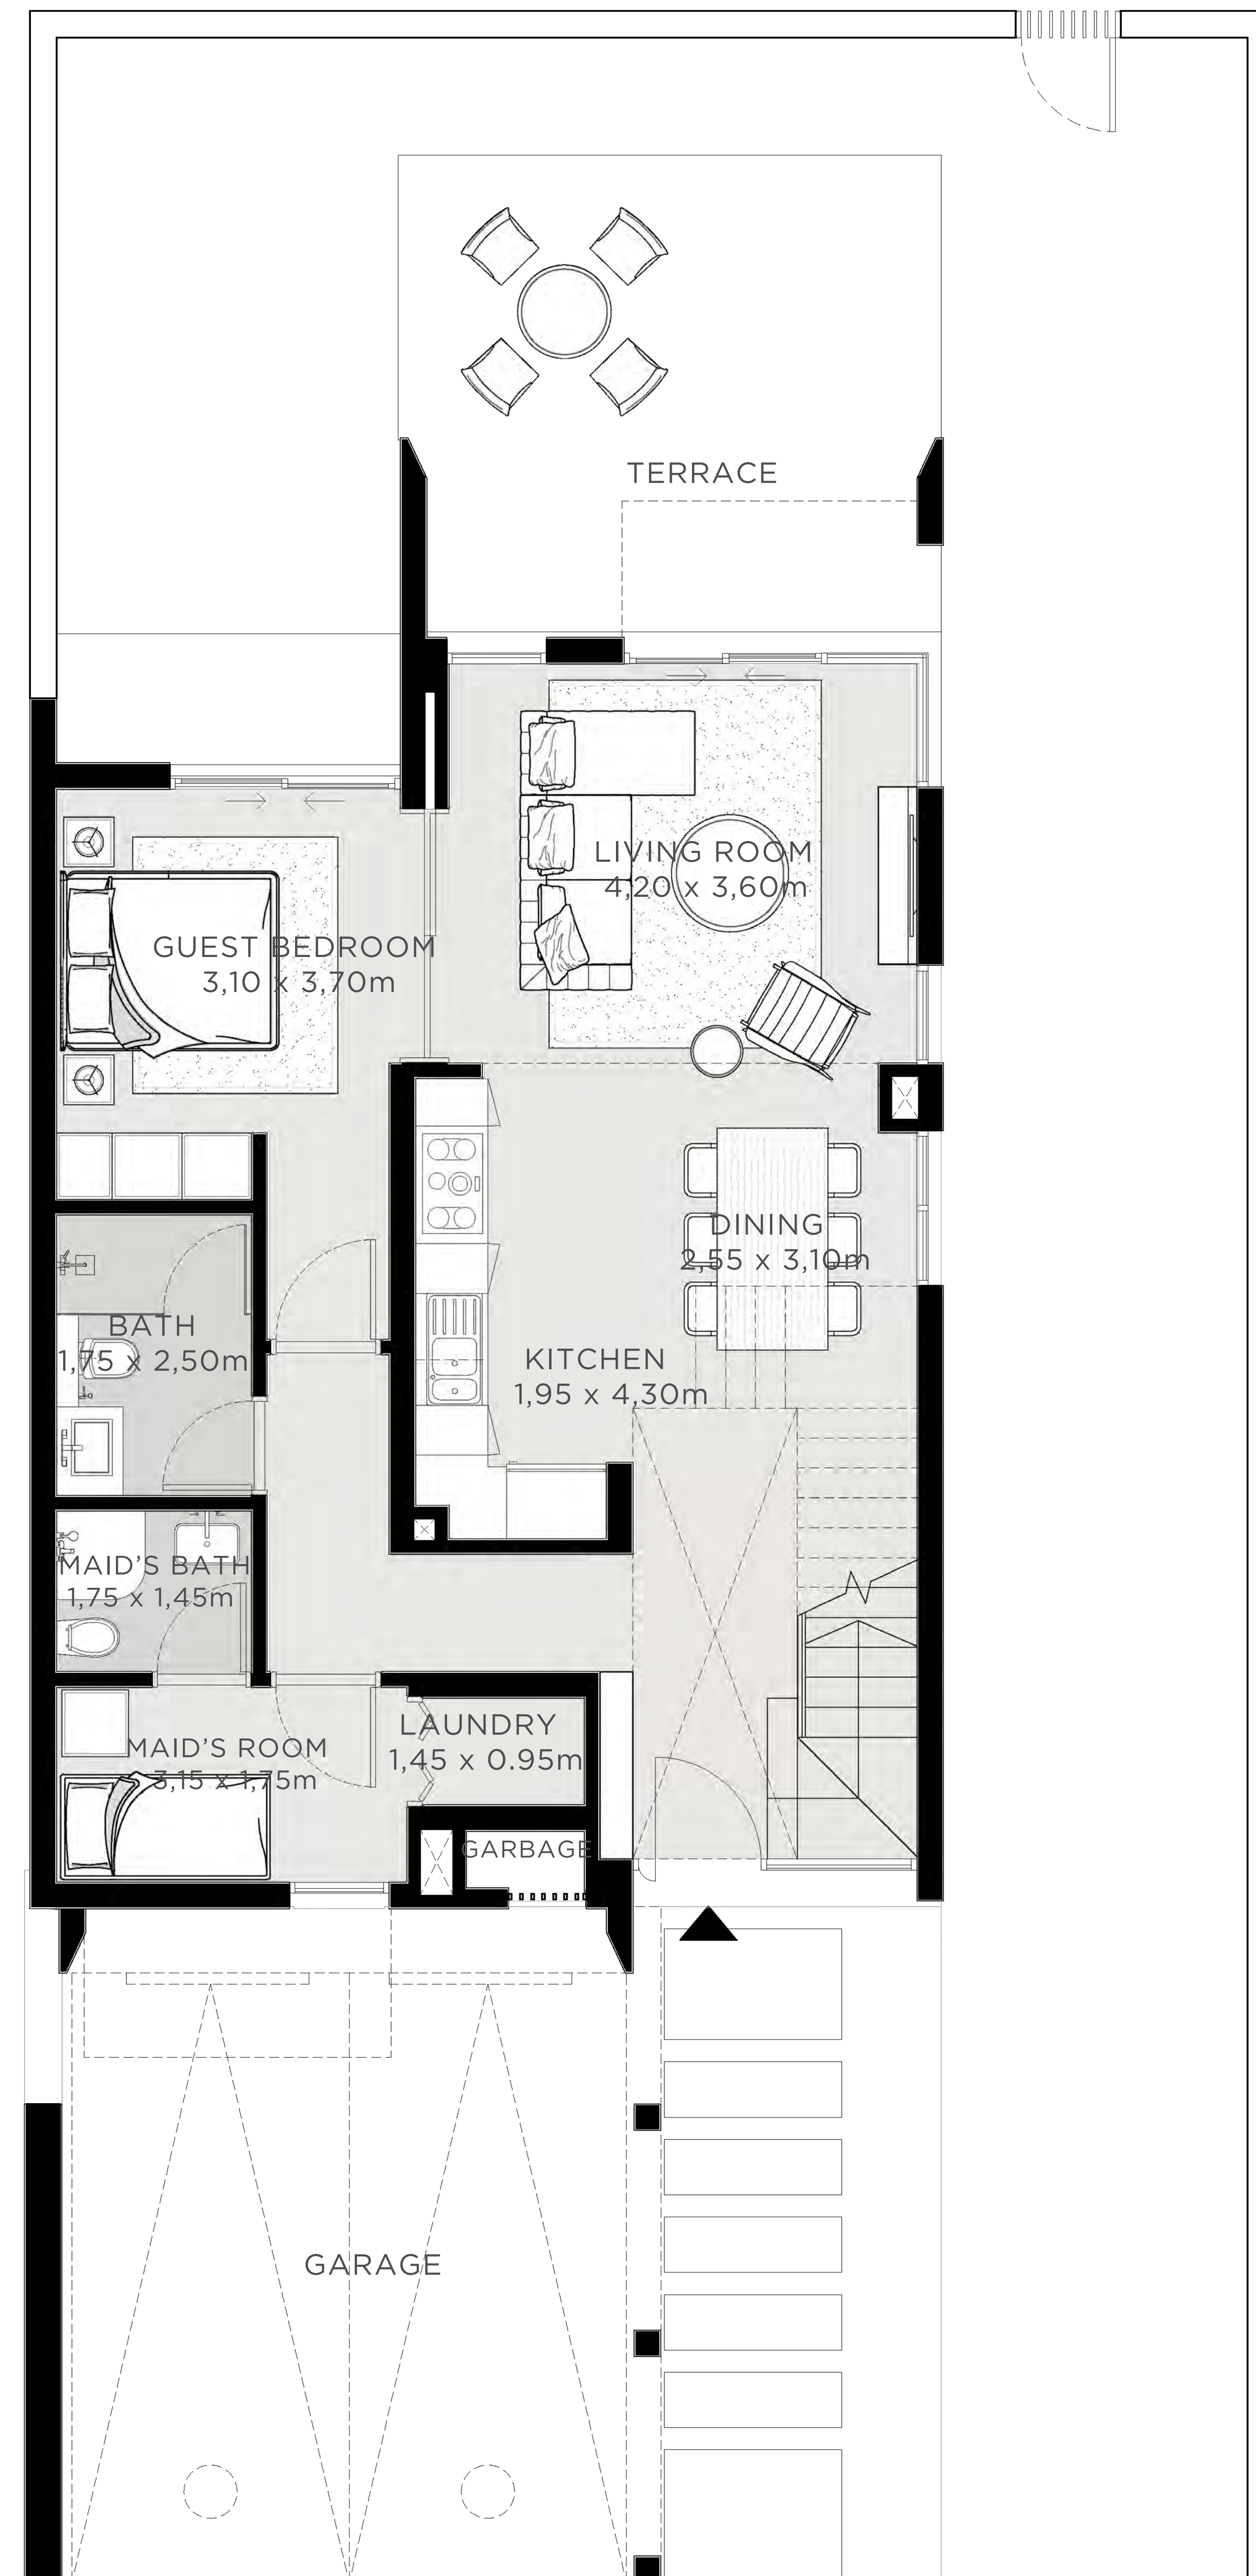 TERRACE
LIVING ROOM
4,20 x 3,60m
GUEST BEDROOM
3,10 x 3,70m
DINING
2,55 x 3,10m
BATH
1,75 x 2,50m
KITCHEN
1,95 x 4,30m
MAID'S BATH
1,75 x 1,45m
LAUNDRY
1,45 x 0.95m
MAID'S ROOM
3,15 x 1,75m
GARBAGE
GARAGE